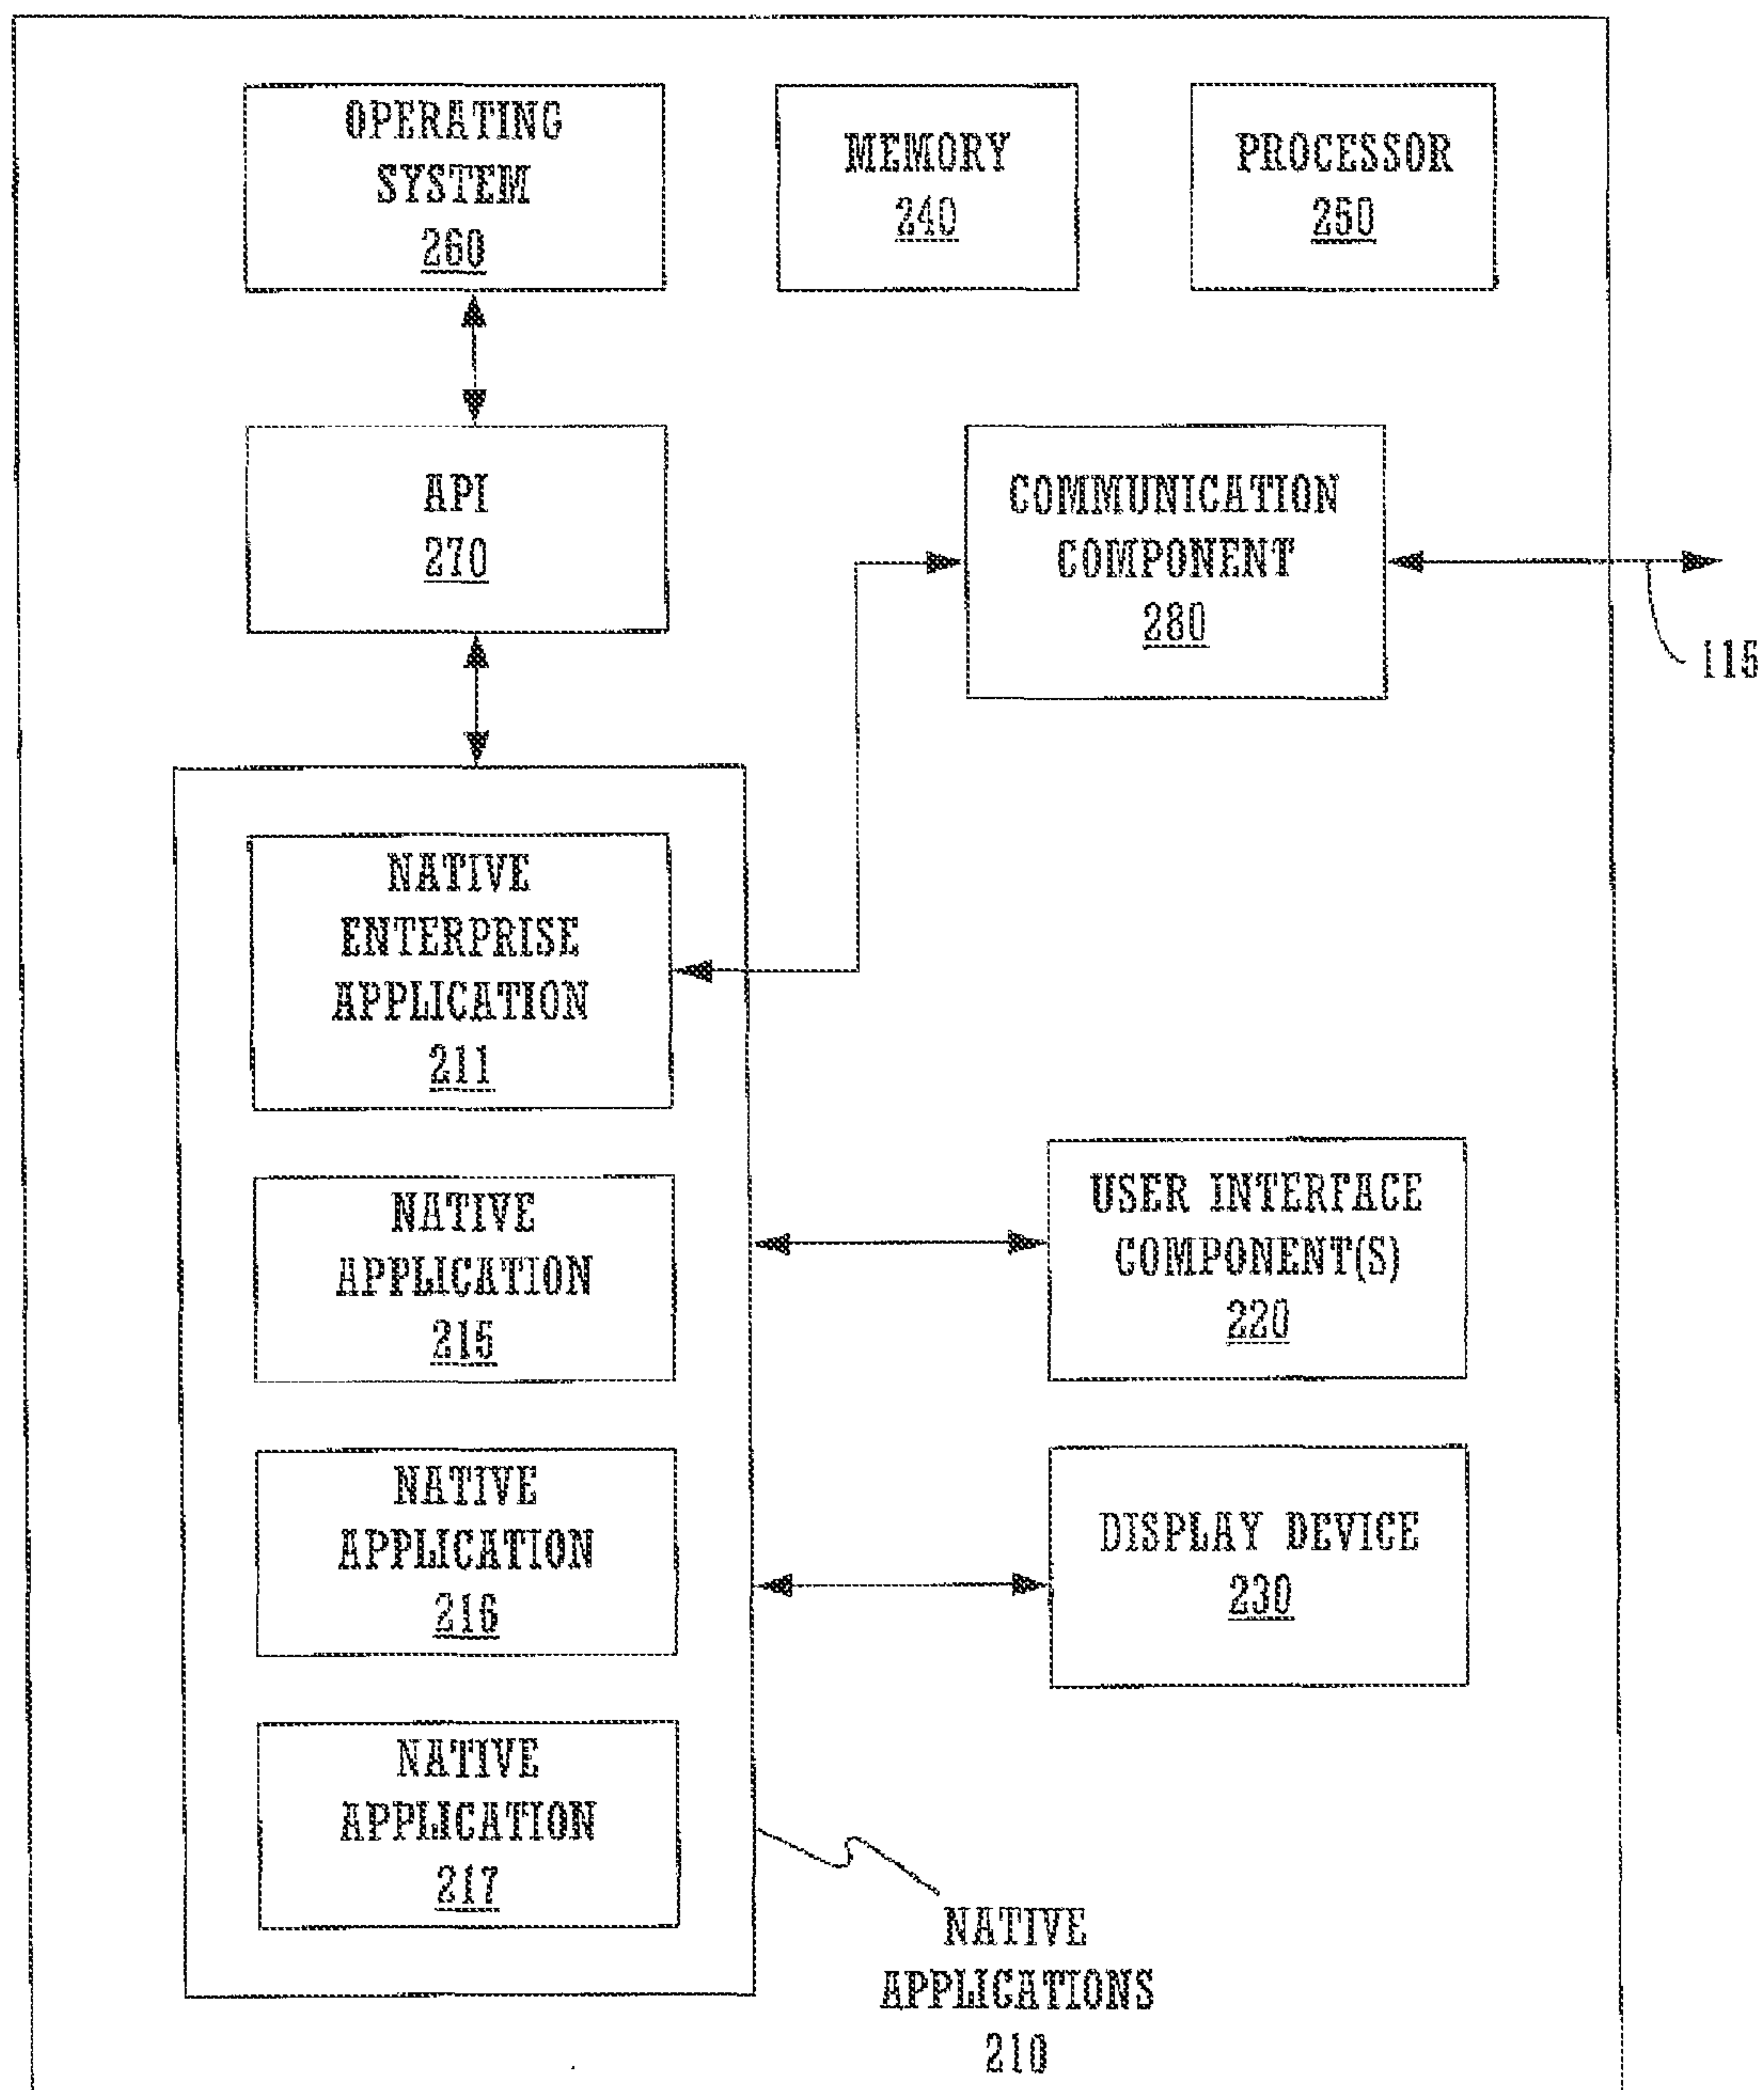 OPERATING
SYSTEM
260
MEMORY
240
PROCESSOR
250
API
270
COMMUNICATION
COMPONENT
280
115
NATIVE
ENTERPRISE
APPLICATION
211
NATIVE
APPLICATION
215
USER INTERFACE
COMPONENT(S)
220
NATIVE
APPLICATION
216
DISPLAY DEVICE
230
NATIVE
APPLICATION
217
NATIVE
APPLICATIONS
210